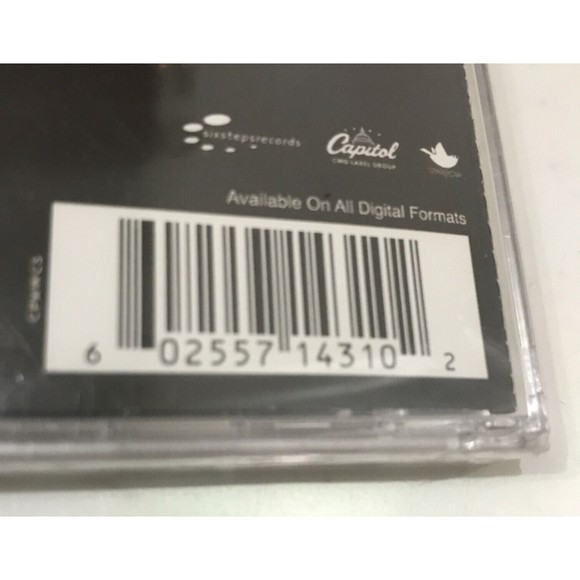 sixstepsrecords
Capitol
CMG LABEL GROUP
Available On All Digital Formats
6 02557 14310 2